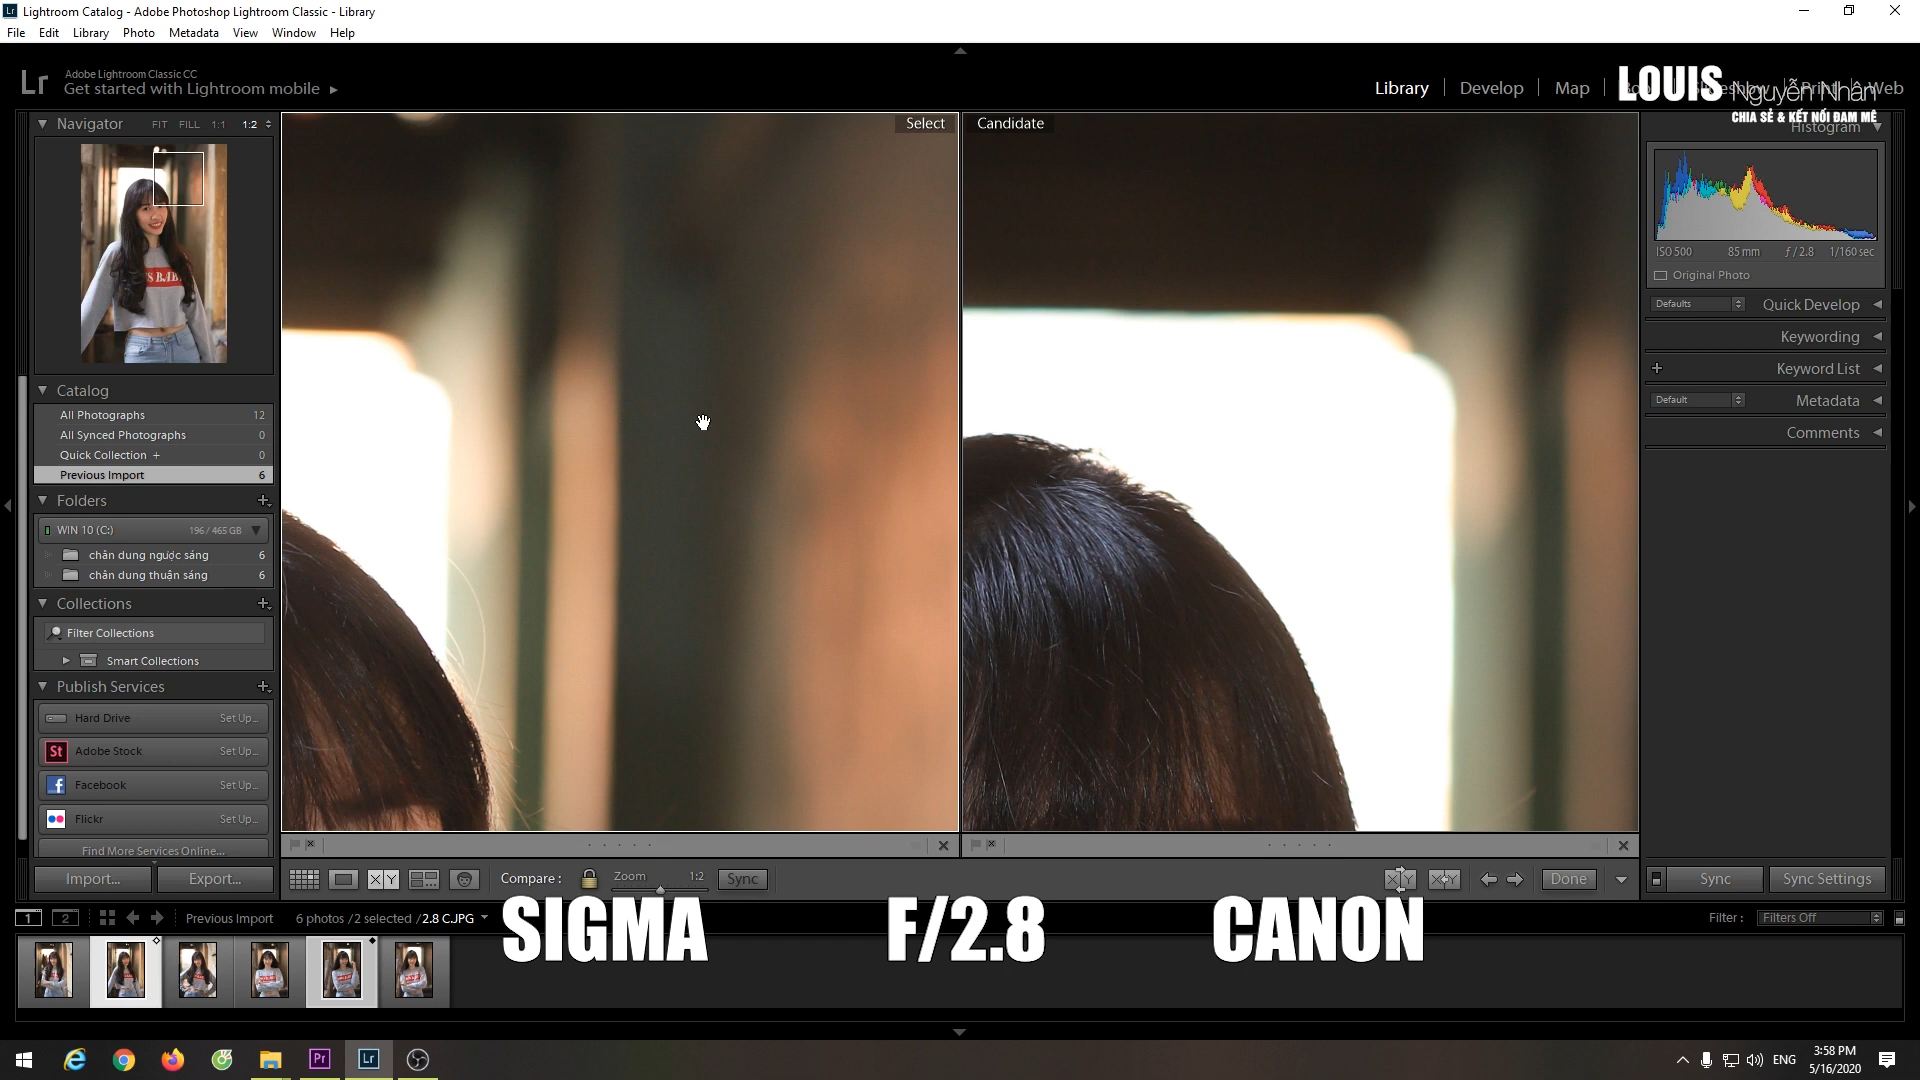 Lightroom Catalog - Adobe Photoshop Lightroom Classic - Library
File Edit Library Photo Metadata View Window Help
Lr Adobe Lightroom Classic CC
Get started with Lightroom mobile
Library Develop Map Web
LOUIS Nguyễn Nhân
CHIA SẺ & KẾT NỐI ĐAM MÊ
Navigator FIT FILL 1:1 1:2
Select
Candidate
Histogram
ISO 500 85 mm ƒ / 2.8 1/160 sec
Original Photo
Defaults Quick Develop
Keywording
Keyword List
Default Metadata
Comments
Catalog
All Photographs 12
All Synced Photographs 0
Quick Collection + 0
Previous Import 6
Folders
WIN 10 (C:) 196 / 465 GB
chân dung ngược sáng 6
chân dung thuận sáng 6
Collections
Filter Collections
Smart Collections
Publish Services
Hard Drive Set Up...
St Adobe Stock Set Up...
Facebook Set Up...
Flickr Set Up...
Find More Services Online...
Import... Export...
Compare : Zoom 1:2 Sync
Done
Sync Sync Settings
1 2 Previous Import 6 photos / 2 selected / 2.8 C.JPG
Filter : Filters Off
SIGMA F/2.8 CANON
Pr Lr
ENG
3:58 PM
5/16/2020